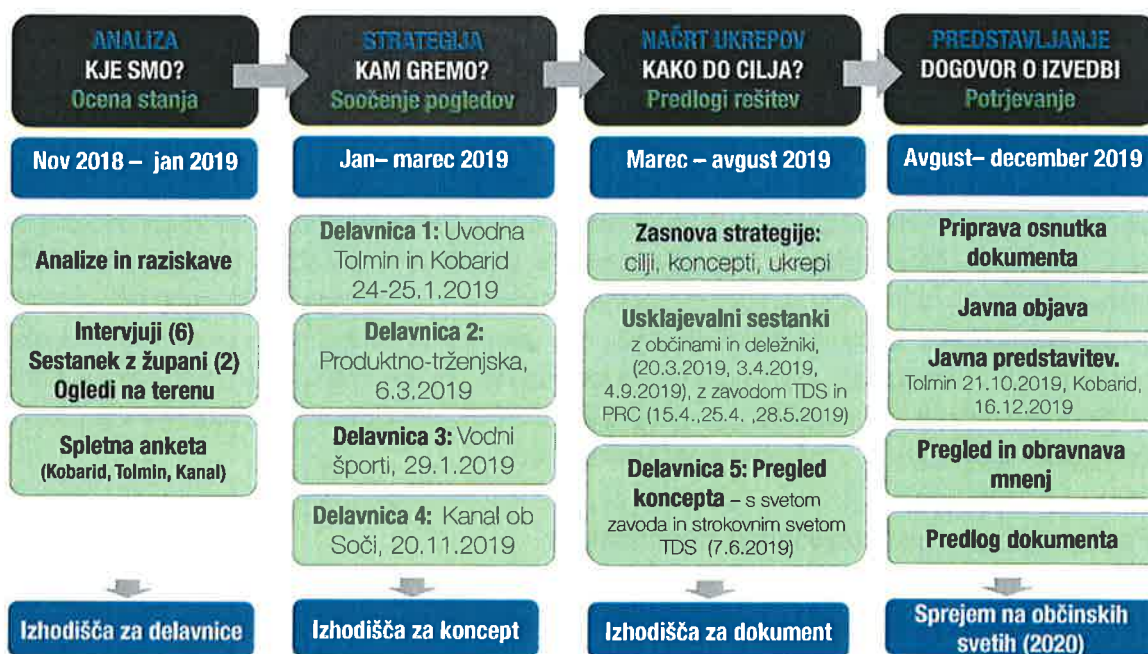 ANALIZA
KJE SMO?
Ocena stanja
STRATEGIJA
KAM GREMO?
Soočenje pogledov
NAČRT UKREPOV
KAKO DO CILJA?
Predlogi rešitev
PREDSTAVLJANJE
DOGOVOR O IZVEDBI
Potrjevanje
Nov 2018 – jan 2019
Jan– marec 2019
Marec – avgust 2019
Avgust– december 2019
Analize in raziskave
Intervjuji (6)
Sestanek z župani (2)
Ogledi na terenu
Spletna anketa
(Kobarid, Tolmin, Kanal)
Delavnica 1: Uvodna
Tolmin in Kobarid
24-25.1.2019
Delavnica 2:
Produktno-trženjska,
6.3.2019
Delavnica 3: Vodni
športi, 29.1.2019
Delavnica 4: Kanal ob
Soči, 20.11.2019
Zasnova strategije:
cilji, koncepti, ukrepi
Usklajevalni sestanki
z občinami in deležniki,
(20.3.2019, 3.4.2019,
4.9.2019), z zavodom TDS in
PRC (15.4.,25.4. ,28.5.2019)
Delavnica 5: Pregled
koncepta – s svetom
zavoda in strokovnim svetom
TDS (7.6.2019)
Priprava osnutka
dokumenta
Javna objava
Javna predstavitev.
Tolmin 21.10.2019, Kobarid,
16.12.2019
Pregled in obravnava
mnenj
Predlog dokumenta
Izhodišča za delavnice
Izhodišča za koncept
Izhodišča za dokument
Sprejem na občinskih
svetih (2020)